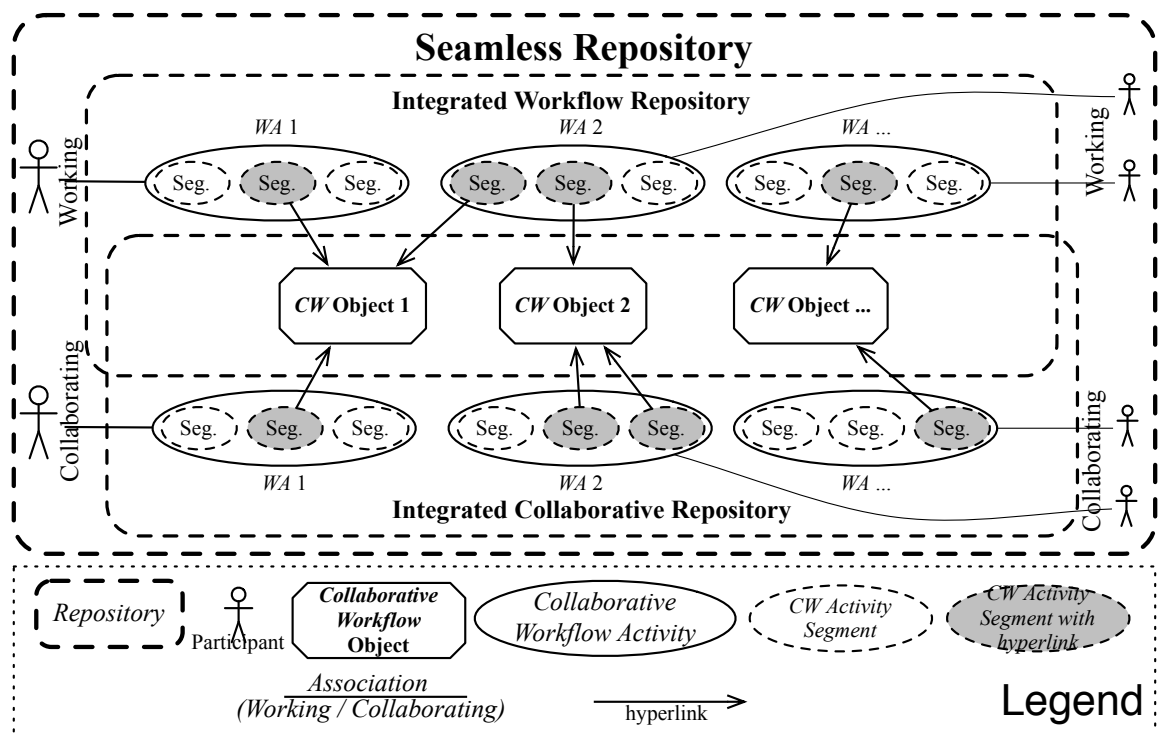 Seamless Repository
Integrated Workflow Repository
WA 1
WA 2
WA ...
Working
Seg. Seg. Seg.
Seg. Seg. Seg.
Seg. Seg. Seg.
Working
CW Object 1
CW Object 2
CW Object ...
Collaborating
Seg. Seg. Seg.
Seg. Seg. Seg.
Seg. Seg. Seg.
Collaborating
WA 1
WA 2
WA ...
Integrated Collaborative Repository
Repository
Participant
Collaborative
Workflow
Object
Collaborative
Workflow Activity
CW Activity
Segment
CW Activity
Segment with
hyperlink
Association
(Working / Collaborating)
hyperlink
Legend